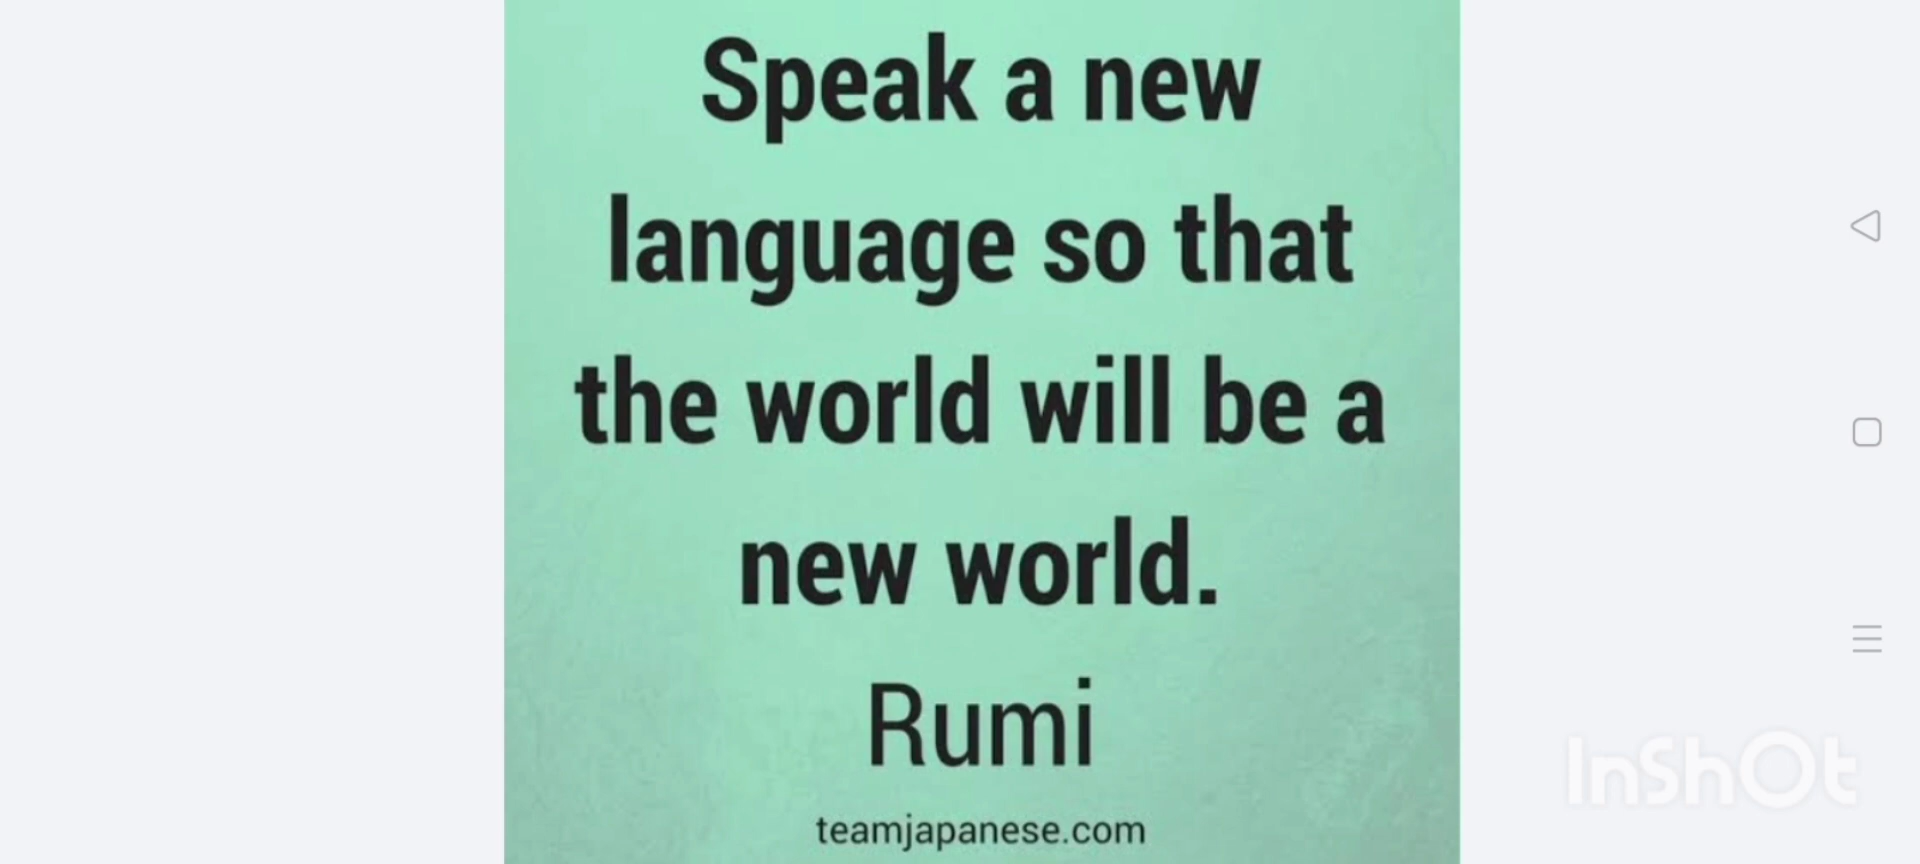 Speak a new
language so that
the world will be a
new world.
Rumi
teamjapanese.com
InShOt